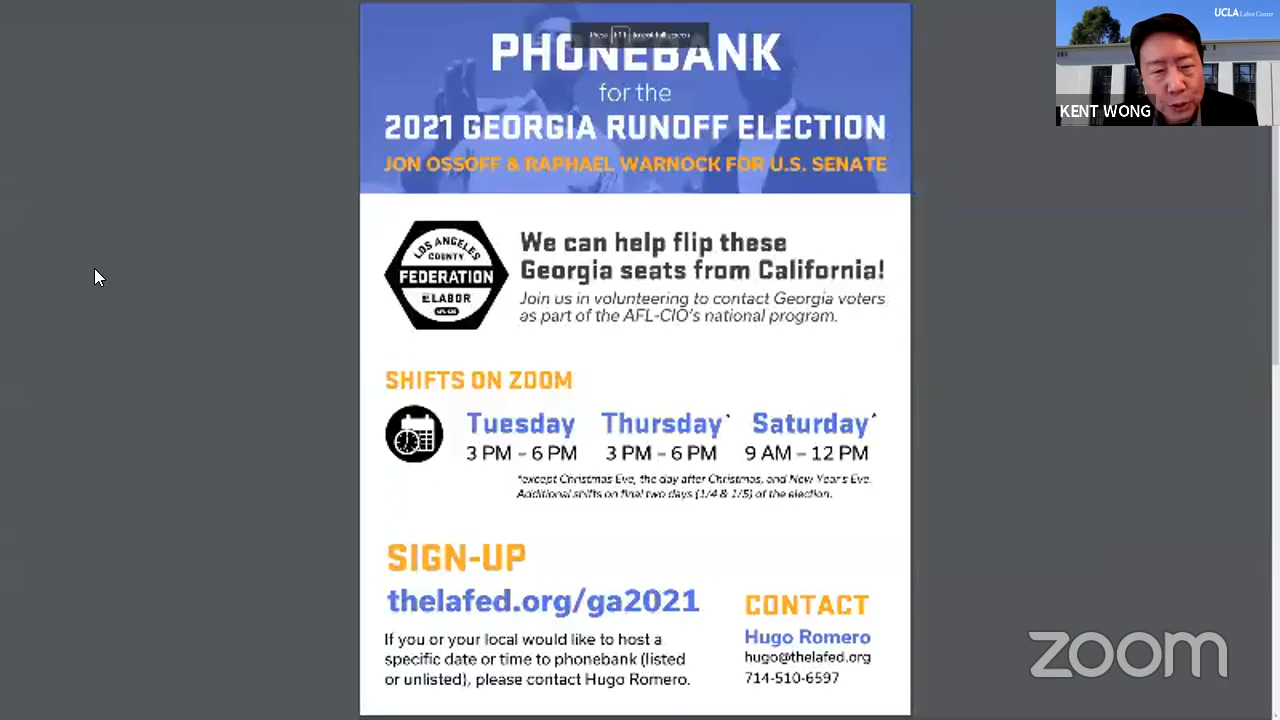 PHONEBANK
for the
2021 GEORGIA RUNOFF ELECTION
JON OSSOFF & RAPHAEL WARNOCK FOR U.S. SENATE
LOS ANGELES
COUNTY
FEDERATION
OF LABOR
AFL-CIO
We can help flip these
Georgia seats from California!
Join us in volunteering to contact Georgia voters
as part of the AFL-CIO's national program.
SHIFTS ON ZOOM
Tuesday Thursday* Saturday*
3 PM – 6 PM 3 PM – 6 PM 9 AM – 12 PM
*except Christmas Eve, the day after Christmas, and New Year's Eve.
Additional shifts on final two days (1/4 & 1/5) of the election.
SIGN-UP
thelafed.org/ga2021
If you or your local would like to host a
specific date or time to phonebank (listed
or unlisted), please contact Hugo Romero.
CONTACT
Hugo Romero
hugo@thelafed.org
714-510-6597
UCLA Labor Center
KENT WONG
zoom